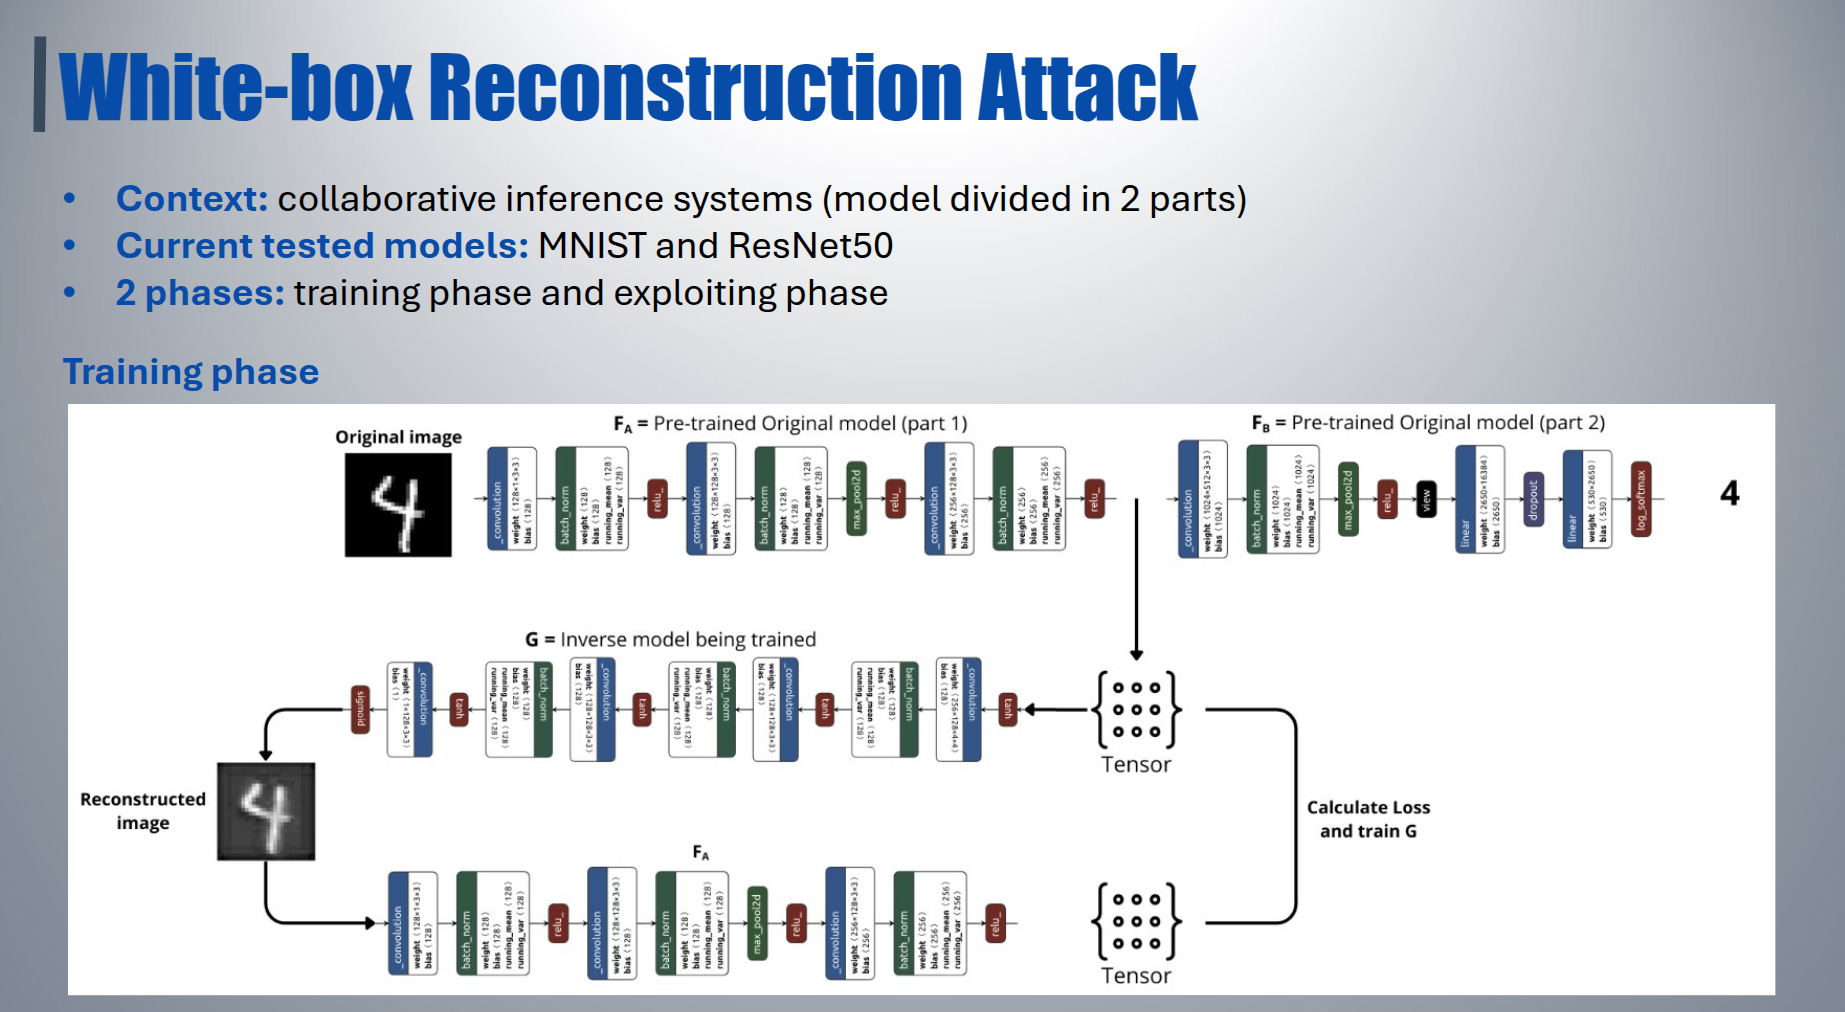 White-box Reconstruction Attack
• Context: collaborative inference systems (model divided in 2 parts)
• Current tested models: MNIST and ResNet50
• 2 phases: training phase and exploiting phase
Training phase
Original image
F_A = Pre-trained Original model (part 1)
_convolution
weight ⟨128×1×3×3⟩
bias ⟨128⟩
batch_norm
weight ⟨128⟩
bias ⟨128⟩
running_mean ⟨128⟩
running_var ⟨128⟩
relu_
_convolution
weight ⟨128×128×3×3⟩
bias ⟨128⟩
batch_norm
weight ⟨128⟩
bias ⟨128⟩
running_mean ⟨128⟩
running_var ⟨128⟩
max_pool2d
relu_
_convolution
weight ⟨256×128×3×3⟩
bias ⟨256⟩
batch_norm
weight ⟨256⟩
bias ⟨256⟩
running_mean ⟨256⟩
running_var ⟨256⟩
relu_
F_B = Pre-trained Original model (part 2)
_convolution
weight ⟨1024×512×3×3⟩
bias ⟨1024⟩
batch_norm
weight ⟨1024⟩
bias ⟨1024⟩
running_mean ⟨1024⟩
running_var ⟨1024⟩
max_pool2d
relu_
view
linear
weight ⟨2650×16384⟩
bias ⟨2650⟩
dropout
linear
weight ⟨530×2650⟩
bias ⟨530⟩
log_softmax
4
G = Inverse model being trained
sigmoid
_convolution
weight ⟨1×128×3×3⟩
bias ⟨1⟩
tanh
batch_norm
weight ⟨128⟩
bias ⟨128⟩
running_mean ⟨128⟩
running_var ⟨128⟩
_convolution
weight ⟨128×128×3×3⟩
bias ⟨128⟩
tanh
batch_norm
weight ⟨128⟩
bias ⟨128⟩
running_mean ⟨128⟩
running_var ⟨128⟩
_convolution
weight ⟨128×128×3×3⟩
bias ⟨128⟩
tanh
batch_norm
weight ⟨128⟩
bias ⟨128⟩
running_mean ⟨128⟩
running_var ⟨128⟩
_convolution
weight ⟨256×128×4×4⟩
bias ⟨128⟩
tanh
Tensor
Reconstructed
image
Calculate Loss
and train G
F_A
_convolution
weight ⟨128×1×3×3⟩
bias ⟨128⟩
batch_norm
weight ⟨128⟩
bias ⟨128⟩
running_mean ⟨128⟩
running_var ⟨128⟩
relu_
_convolution
weight ⟨128×128×3×3⟩
bias ⟨128⟩
batch_norm
weight ⟨128⟩
bias ⟨128⟩
running_mean ⟨128⟩
running_var ⟨128⟩
max_pool2d
relu_
_convolution
weight ⟨256×128×3×3⟩
bias ⟨256⟩
batch_norm
weight ⟨256⟩
bias ⟨256⟩
running_mean ⟨256⟩
running_var ⟨256⟩
relu_
Tensor